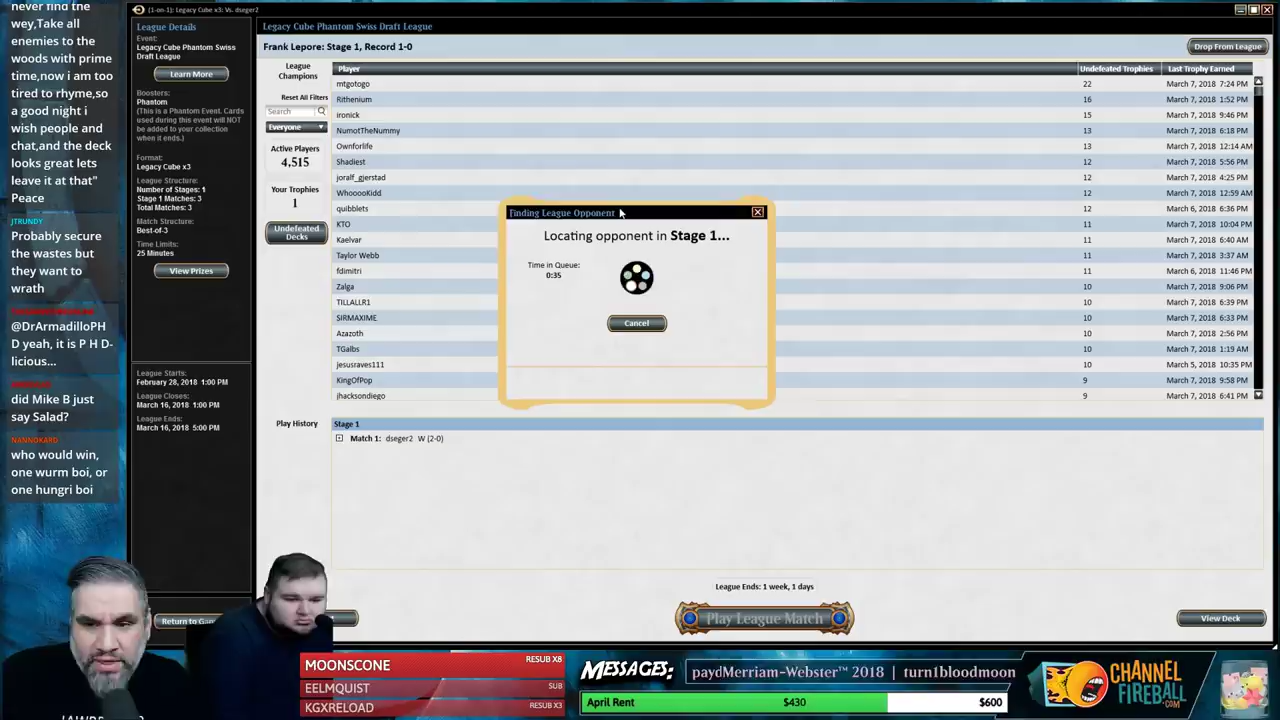 never find the
wey,Take all
enemies to the
woods with prime
time,now i am too
tired to rhyme,so
a good night i
wish people and
chat,and the deck
looks great lets
leave it at that"
Peace
JTRUNDY
Probably secure
the wastes but
they want to
wrath
@DrArmadilloPH
D yeah, it is P H D-
licious...
did Mike B just
say Salad?
NANNOKARD
who would win,
one wurm boi, or
one hungri boi
(1-on-1): Legacy Cube x3: Vs. dseger2
League Details
Event:
Legacy Cube Phantom Swiss
Draft League
Learn More
Boosters:
Phantom
(This is a Phantom Event. Cards
used during this event will NOT
be added to your collection
when it ends.)
Format:
Legacy Cube x3
League Structure:
Number of Stages: 1
Stage 1 Matches: 3
Total Matches: 3
Match Structure:
Best-of-3
Time Limits:
25 Minutes
View Prizes
League Starts:
February 28, 2018 1:00 PM
League Closes:
March 16, 2018 1:00 PM
League Ends:
March 16, 2018 5:00 PM
Legacy Cube Phantom Swiss Draft League
Frank Lepore: Stage 1, Record 1-0
Drop From League
League
Champions
Reset All Filters
Search
Everyone
Active Players
4,515
Your Trophies
1
Undefeated
Decks
Player Undefeated Trophies Last Trophy Earned
mtgotogo 22 March 7, 2018 7:24 PM
Rithenium 16 March 7, 2018 1:52 PM
ironick 15 March 7, 2018 9:46 PM
NumotTheNummy 13 March 7, 2018 6:18 PM
Ownforlife 13 March 7, 2018 12:14 AM
Shadiest 12 March 7, 2018 5:56 PM
joralf_gjerstad 12 March 7, 2018 4:25 PM
WhooooKidd 12 March 7, 2018 12:59 AM
quibblets 12 March 6, 2018 6:36 PM
KTO 11 March 7, 2018 10:04 PM
Kaelvar 11 March 7, 2018 6:40 AM
Taylor Webb 11 March 7, 2018 3:37 AM
fdimitri 11 March 6, 2018 11:46 PM
Zalga 10 March 7, 2018 9:06 PM
TILLALLR1 10 March 7, 2018 6:39 PM
SIRMAXIME 10 March 7, 2018 6:33 PM
Azazoth 10 March 7, 2018 2:56 PM
TGalbs 10 March 7, 2018 1:19 AM
jesusraves111 10 March 5, 2018 10:35 PM
KingOfPop 9 March 7, 2018 9:58 PM
jhacksondiego 9 March 7, 2018 6:41 PM
Finding League Opponent
Locating opponent in Stage 1...
Time in Queue:
0:35
Cancel
Play History
Stage 1
Match 1: dseger2 W (2-0)
League Ends: 1 week, 1 days
Play League Match
View Deck
Return to Gam
MOONSCONE RESUB X8
EELMQUIST SUB
KGXRELOAD RESUB X3
MESSAGES:
paydMerriam-Webster™ 2018 | turn1bloodmoon
April Rent $430 $600
CHANNEL
FIREBALL
.COM